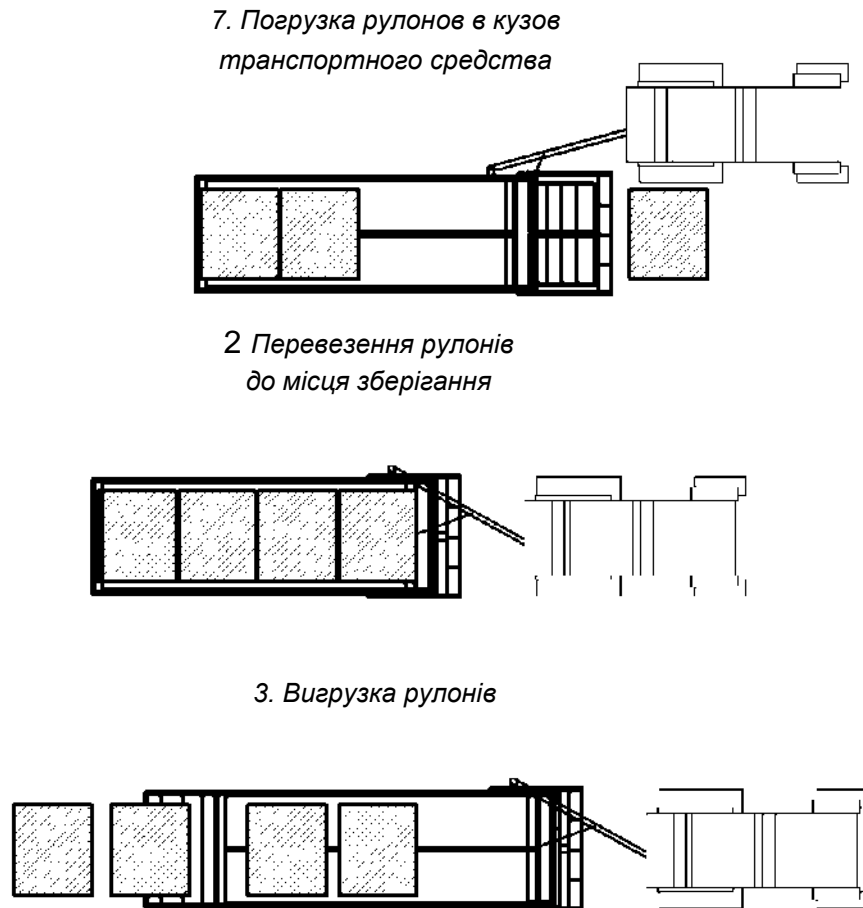 7. Погрузка рулонов в кузов
транспортного средства
2 Перевезення рулонів
до місця зберігання
3. Вигрузка рулонів